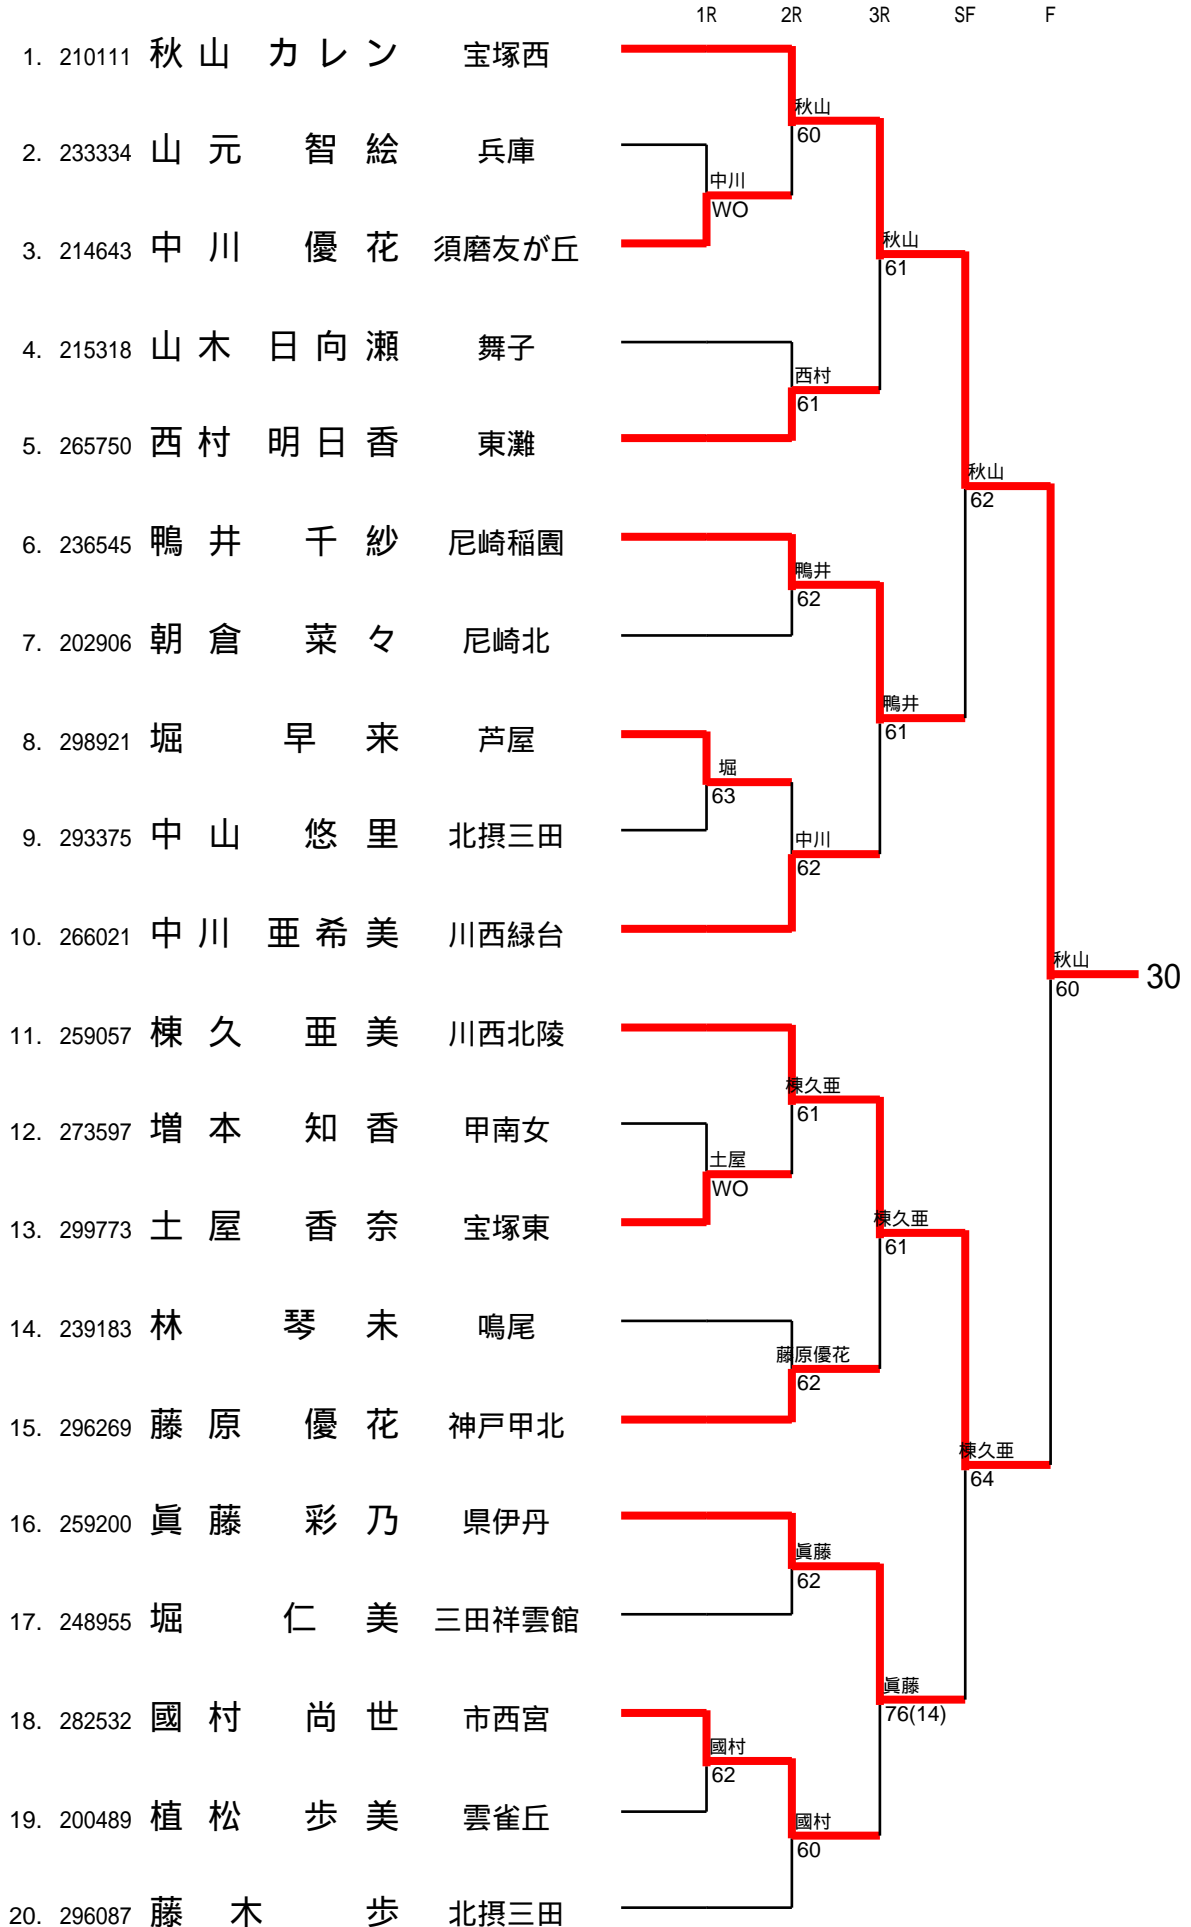 1R 2R 3R SF F
1. 210111 秋山 カレン 宝塚西
秋山
60
2. 233334 山元 智絵 兵庫
中川
WO
3. 214643 中川 優花 須磨友が丘
秋山
61
4. 215318 山木 日向瀬 舞子
西村
61
5. 265750 西村 明日香 東灘
秋山
62
6. 236545 鴨井 千紗 尼崎稲園
鴨井
62
7. 202906 朝倉 菜々 尼崎北
鴨井
61
8. 298921 堀 早来 芦屋
堀
63
9. 293375 中山 悠里 北摂三田
中川
62
10. 266021 中川 亜希美 川西緑台
秋山
60
30
11. 259057 棟久 亜美 川西北陵
棟久亜
61
12. 273597 増本 知香 甲南女
土屋
WO
13. 299773 土屋 香奈 宝塚東
棟久亜
61
14. 239183 林 琴未 鳴尾
藤原優花
62
15. 296269 藤原 優花 神戸甲北
棟久亜
64
16. 259200 眞藤 彩乃 県伊丹
眞藤
62
17. 248955 堀 仁美 三田祥雲館
眞藤
76(14)
18. 282532 國村 尚世 市西宮
國村
62
19. 200489 植松 歩美 雲雀丘
國村
60
20. 296087 藤木 歩 北摂三田